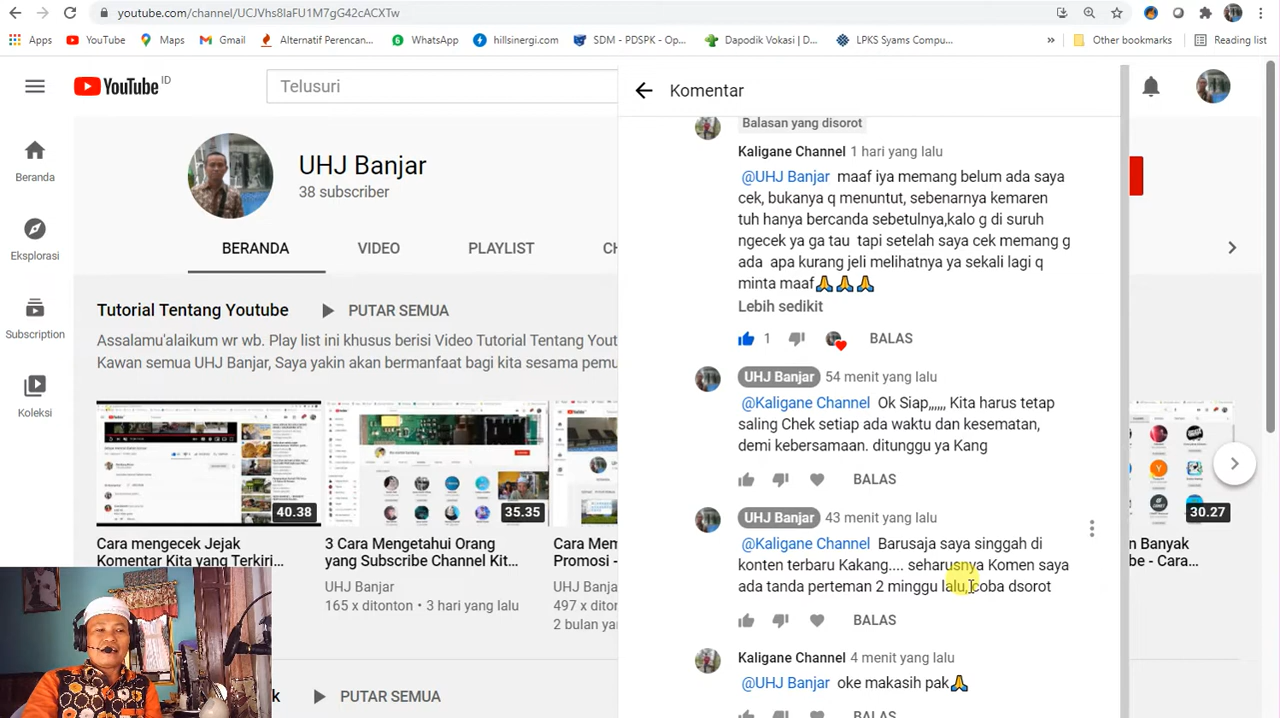 youtube.com/channel/UCJVhs8laFU1M7gG42cACXTw
Apps YouTube Maps Gmail Alternatif Perencan... WhatsApp hillsinergi.com SDM - PDSPK - Op... Dapodik Vokasi | D... LPKS Syams Compu... » Other bookmarks Reading list
YouTube ID
Telusuri
Beranda
Eksplorasi
Subscription
Koleksi
UHJ Banjar
38 subscriber
BERANDA VIDEO PLAYLIST CH
Tutorial Tentang Youtube PUTAR SEMUA
Assalamu'alaikum wr wb. Play list ini khusus berisi Video Tutorial Tentang Yout
Kawan semua UHJ Banjar, Saya yakin akan bermanfaat bagi kita sesama pemu
40.38
35.35
30.27
Cara mengecek Jejak
Komentar Kita yang Terkiri...
3 Cara Mengetahui Orang
yang Subscribe Channel Kit...
UHJ Banjar
165 x ditonton • 3 hari yang lalu
Menda
Promosi -
UHJ Banja
497 x diton
2 bulan yan
n Banyak
be - Cara...
k PUTAR SEMUA
Komentar
Balasan yang disorot
Kaligane Channel 1 hari yang lalu
@UHJ Banjar maaf iya memang belum ada saya
cek, bukanya q menuntut, sebenarnya kemaren
tuh hanya bercanda sebetulnya,kalo g di suruh
ngecek ya ga tau tapi setelah saya cek memang g
ada apa kurang jeli melihatnya ya sekali lagi q
minta maaf🙏🙏🙏
Lebih sedikit
1 BALAS
UHJ Banjar 54 menit yang lalu
@Kaligane Channel Ok Siap,,,,,, Kita harus tetap
saling Chek setiap ada waktu dan kesematan,
demi kebersamaan. ditunggu ya Kang
BALAS
UHJ Banjar 43 menit yang lalu
@Kaligane Channel Barusaja saya singgah di
konten terbaru Kakang.... seharusnya Komen saya
ada tanda perteman 2 minggu lalu,coba dsorot
BALAS
Kaligane Channel 4 menit yang lalu
@UHJ Banjar oke makasih pak🙏
BALAS